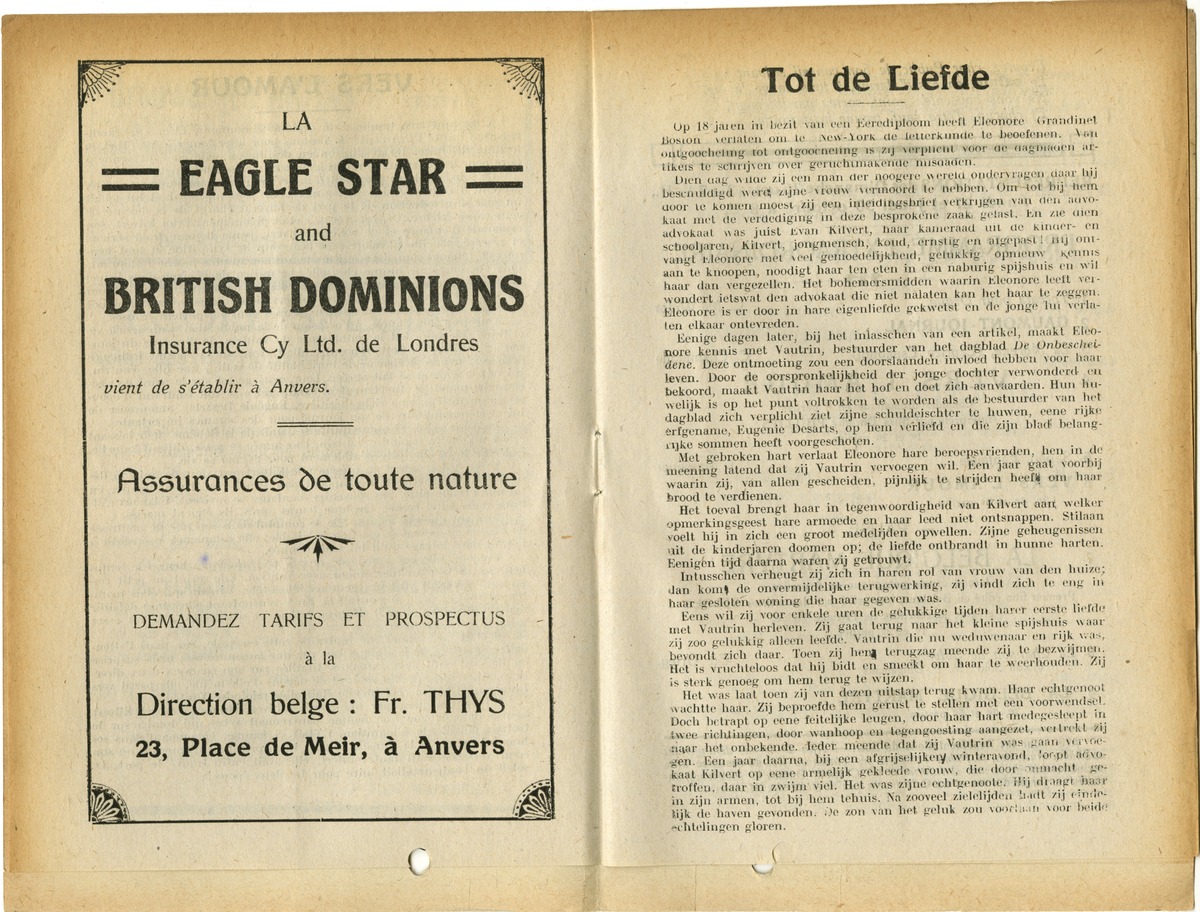 LA
EAGLE STAR
and
BRITISH DOMINIONS
Insurance Cy Ltd. de Londres
vient de s'établir à Anvers.
Assurances de toute nature
DEMANDEZ TARIFS ET PROSPECTUS
à la
Direction belge : Fr. THYS
23, Place de Meir, à Anvers
Tot de Liefde
Op 18 jaren in bezit van een Eerediploom heeft Eleonore Grandinet
Boston verlaten om te New-York de letterkunde te beoefenen. Van
ontgoocheling tot ontgoocheling is zij verplicht voor de dagbladen ar-
tikels te schrijven over geruchtmakende misdaden.
Dien dag wilde zij een man der hoogere wereld ondervragen daar hij
beschuldigd werd zijne vrouw vermoord te hebben. Om tot bij hem
door te komen moest zij een inleidingsbrief verkrijgen van den advo-
kaat met de verdediging in deze besprokene zaak gelast. En zie dien
advokaat was juist Evan Kilvert, haar kameraad uit de kinder- en
schooljaren, Kilvert, jongmensch, koud, ernstig en afgepast! Hij ont-
vangt Eleonore met veel gemoedelijkheid, gelukkig opnieuw kennis
aan te knoopen, noodigt haar ten eten in een naburig spijshuis en wil
haar dan vergezellen. Het bohemersmidden waarin Eleonore leeft ver-
wondert ietswat den advokaat die niet nalaten kan het haar te zeggen.
Eleonore is er door in hare eigenliefde gekwetst en de jonge lui verla-
ten elkaar ontevreden.
Eenige dagen later, bij het inlasschen van een artikel, maakt Eleo-
nore kennis met Vautrin, bestuurder van het dagblad De Onbeschei-
dene. Deze ontmoeting zou een doorslaanden invloed hebben voor haar
leven. Door de oorspronkelijkheid der jonge dochter verwonderd en
bekoord, maakt Vautrin haar het hof en doet zich aanvaarden. Hun hu-
welijk is op het punt voltrokken te worden als de bestuurder van het
dagblad zich verplicht ziet zijne schuldeischter te huwen, eene rijke
erfgename, Eugenie Desarts, op hem verliefd en die zijn blad belang-
rijke sommen heeft voorgeschoten.
Met gebroken hart verlaat Eleonore hare beroepsvrienden, hen in de
meening latend dat zij Vautrin vervoegen wil. Een jaar gaat voorbij
waarin zij, van allen gescheiden, pijnlijk te strijden heeft om haar
brood te verdienen.
Het toeval brengt haar in tegenwoordigheid van Kilvert aan welker
opmerkingsgeest hare armoede en haar leed niet ontsnappen. Stilaan
voelt hij in zich een groot medelijden opwellen. Zijne geheugenissen
uit de kinderjaren doomen op; de liefde ontbrandt in hunne harten.
Eenigen tijd daarna waren zij getrouwt.
Intusschen verheugt zij zich in haren rol van vrouw van den huize;
dan komt de onvermijdelijke terugwerking, zij vindt zich te eng in
haar gesloten woning die haar gegeven was.
Eens wil zij voor enkele uren de gelukkige tijden harer eerste liefde
met Vautrin herleven. Zij gaat terug naar het kleine spijshuis waar
zij zoo gelukkig alleen leefde. Vautrin die nu weduwenaar en rijk was,
bevondt zich daar. Toen zij hem terugzag meende zij te bezwijmen.
Het is vruchteloos dat hij bidt en smeekt om haar te weerhouden. Zij
is sterk genoeg om hem terug te wijzen.
Het was laat toen zij van dezen uitstap terug kwam. Haar echtgenoot
wachtte haar. Zij beproefde hem gerust te stellen met een voorwendsel.
Doch betrapt op eene feitelijke leugen, door haar hart medegesleept in
twee richtingen, door wanhoop en tegengoesting aangezet, vertrekt zij
naar het onbekende. Ieder meende dat zij Vautrin was gaan vervoe-
gen. Een jaar daarna, bij een afgrijselijken winteravond, loopt advo-
kaat Kilvert op eene armelijk gekleede vrouw, die door onmacht ge-
troffen, daar in zwijm viel. Het was zijne echtgenoote. Hij draagt haar
in zijn armen, tot bij hem tehuis. Na zooveel zielelijden hadt zij einde-
lijk de haven gevonden. De zon van het geluk zou voortaan voor beide
echtelingen gloren.